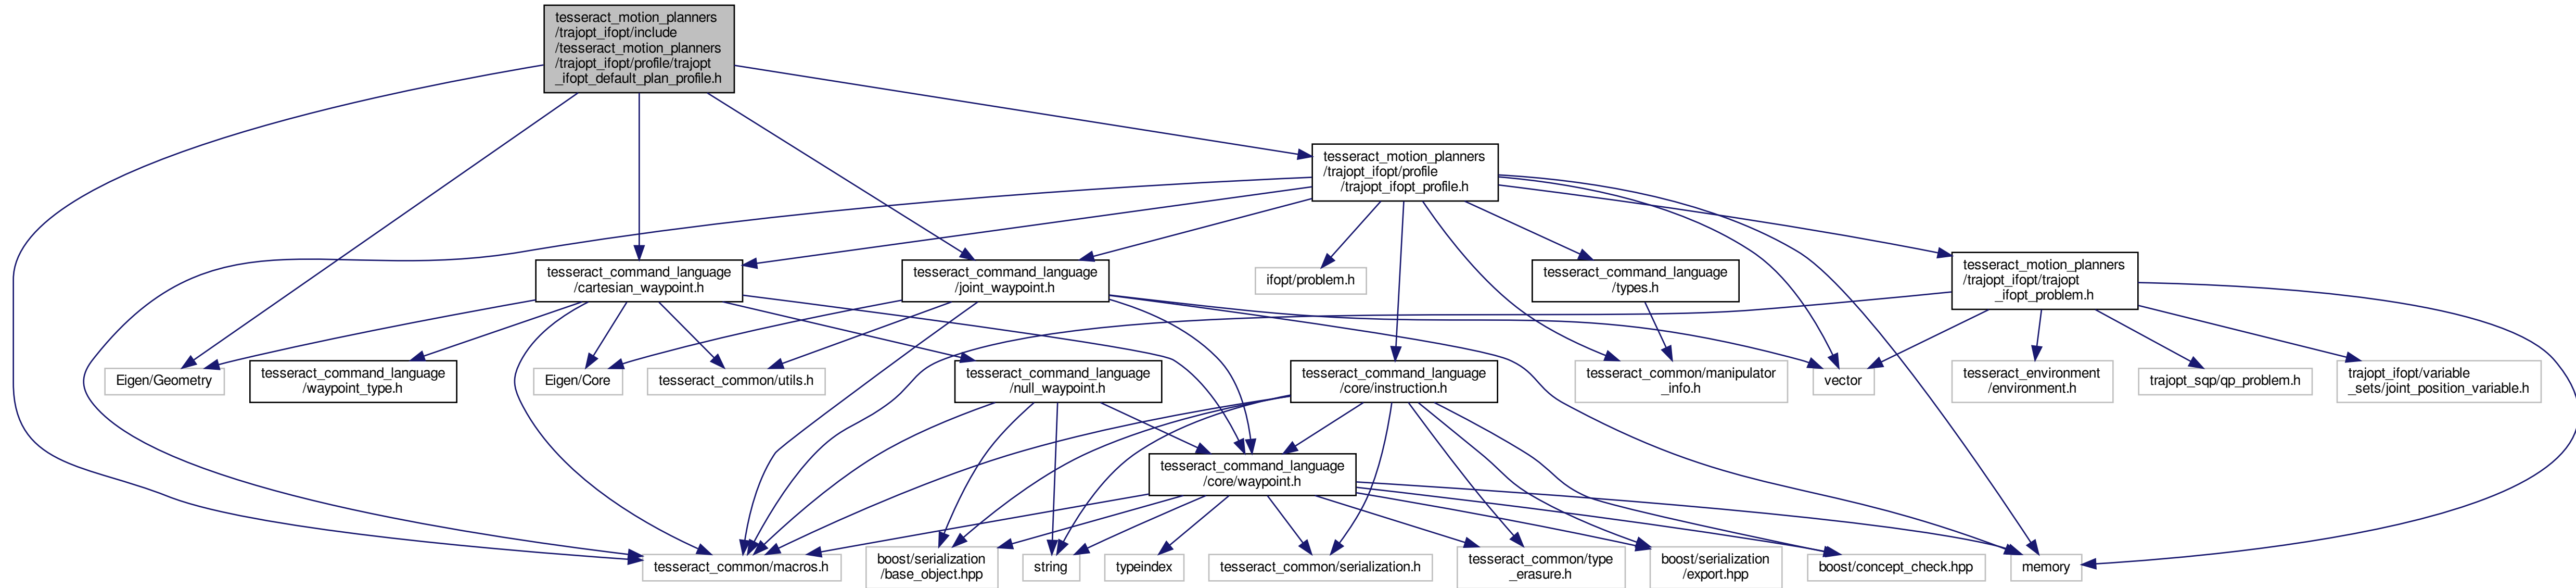 tesseract_motion_planners
/trajopt_ifopt/include
/tesseract_motion_planners
/trajopt_ifopt/profile/trajopt
_ifopt_default_plan_profile.h
tesseract_motion_planners
/trajopt_ifopt/profile
/trajopt_ifopt_profile.h
tesseract_command_language
/cartesian_waypoint.h
tesseract_command_language
/joint_waypoint.h
ifopt/problem.h
tesseract_command_language
/types.h
tesseract_motion_planners
/trajopt_ifopt/trajopt
_ifopt_problem.h
Eigen/Geometry
tesseract_command_language
/waypoint_type.h
Eigen/Core
tesseract_common/utils.h
tesseract_command_language
/null_waypoint.h
tesseract_command_language
/core/instruction.h
tesseract_common/manipulator
_info.h
vector
tesseract_environment
/environment.h
trajopt_sqp/qp_problem.h
trajopt_ifopt/variable
_sets/joint_position_variable.h
tesseract_command_language
/core/waypoint.h
tesseract_common/macros.h
boost/serialization
/base_object.hpp
string
typeindex
tesseract_common/serialization.h
tesseract_common/type
_erasure.h
boost/serialization
/export.hpp
boost/concept_check.hpp
memory